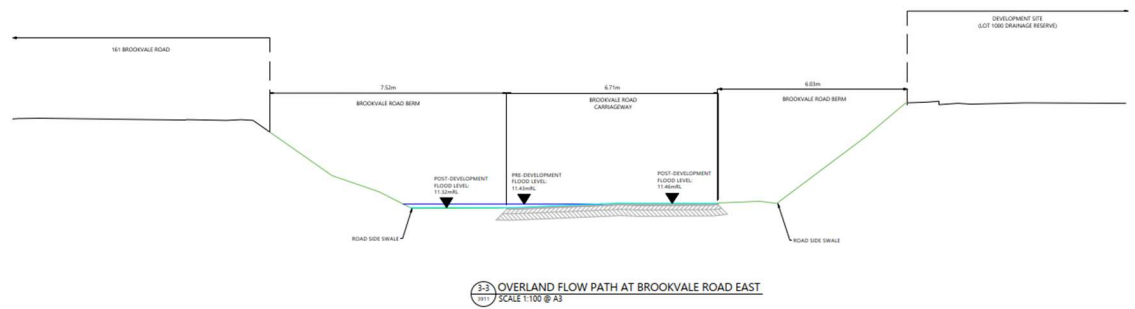 DEVELOPMENT SITE
(LOT 1000 DRAINAGE RESERVE)
161 BROOKVALE ROAD
7.52m
6.71m
6.03m
BROOKVALE ROAD BERM
BROOKVALE ROAD
CARRIAGEWAY
BROOKVALE ROAD BERM
POST-DEVELOPMENT
FLOOD LEVEL:
11.32mRL
PRE-DEVELOPMENT
FLOOD LEVEL:
11.43mRL
POST-DEVELOPMENT
FLOOD LEVEL:
11.46mRL
ROAD SIDE SWALE
ROAD SIDE SWALE
3-3
3911
OVERLAND FLOW PATH AT BROOKVALE ROAD EAST
SCALE 1:100 @ A3